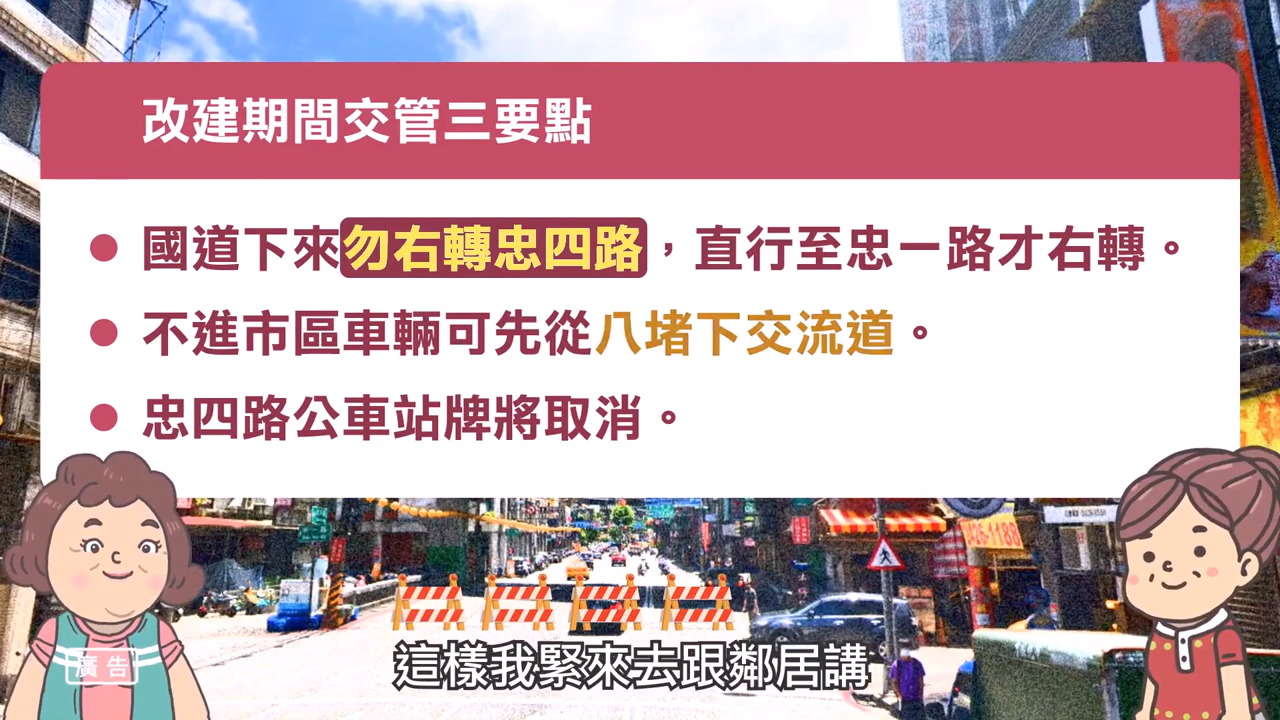 改建期間交管三要點
國道下來勿右轉忠四路，直行至忠一路才右轉。
不進市區車輛可先從八堵下交流道。
忠四路公車站牌將取消。
廣告
這樣我緊來去跟鄰居講